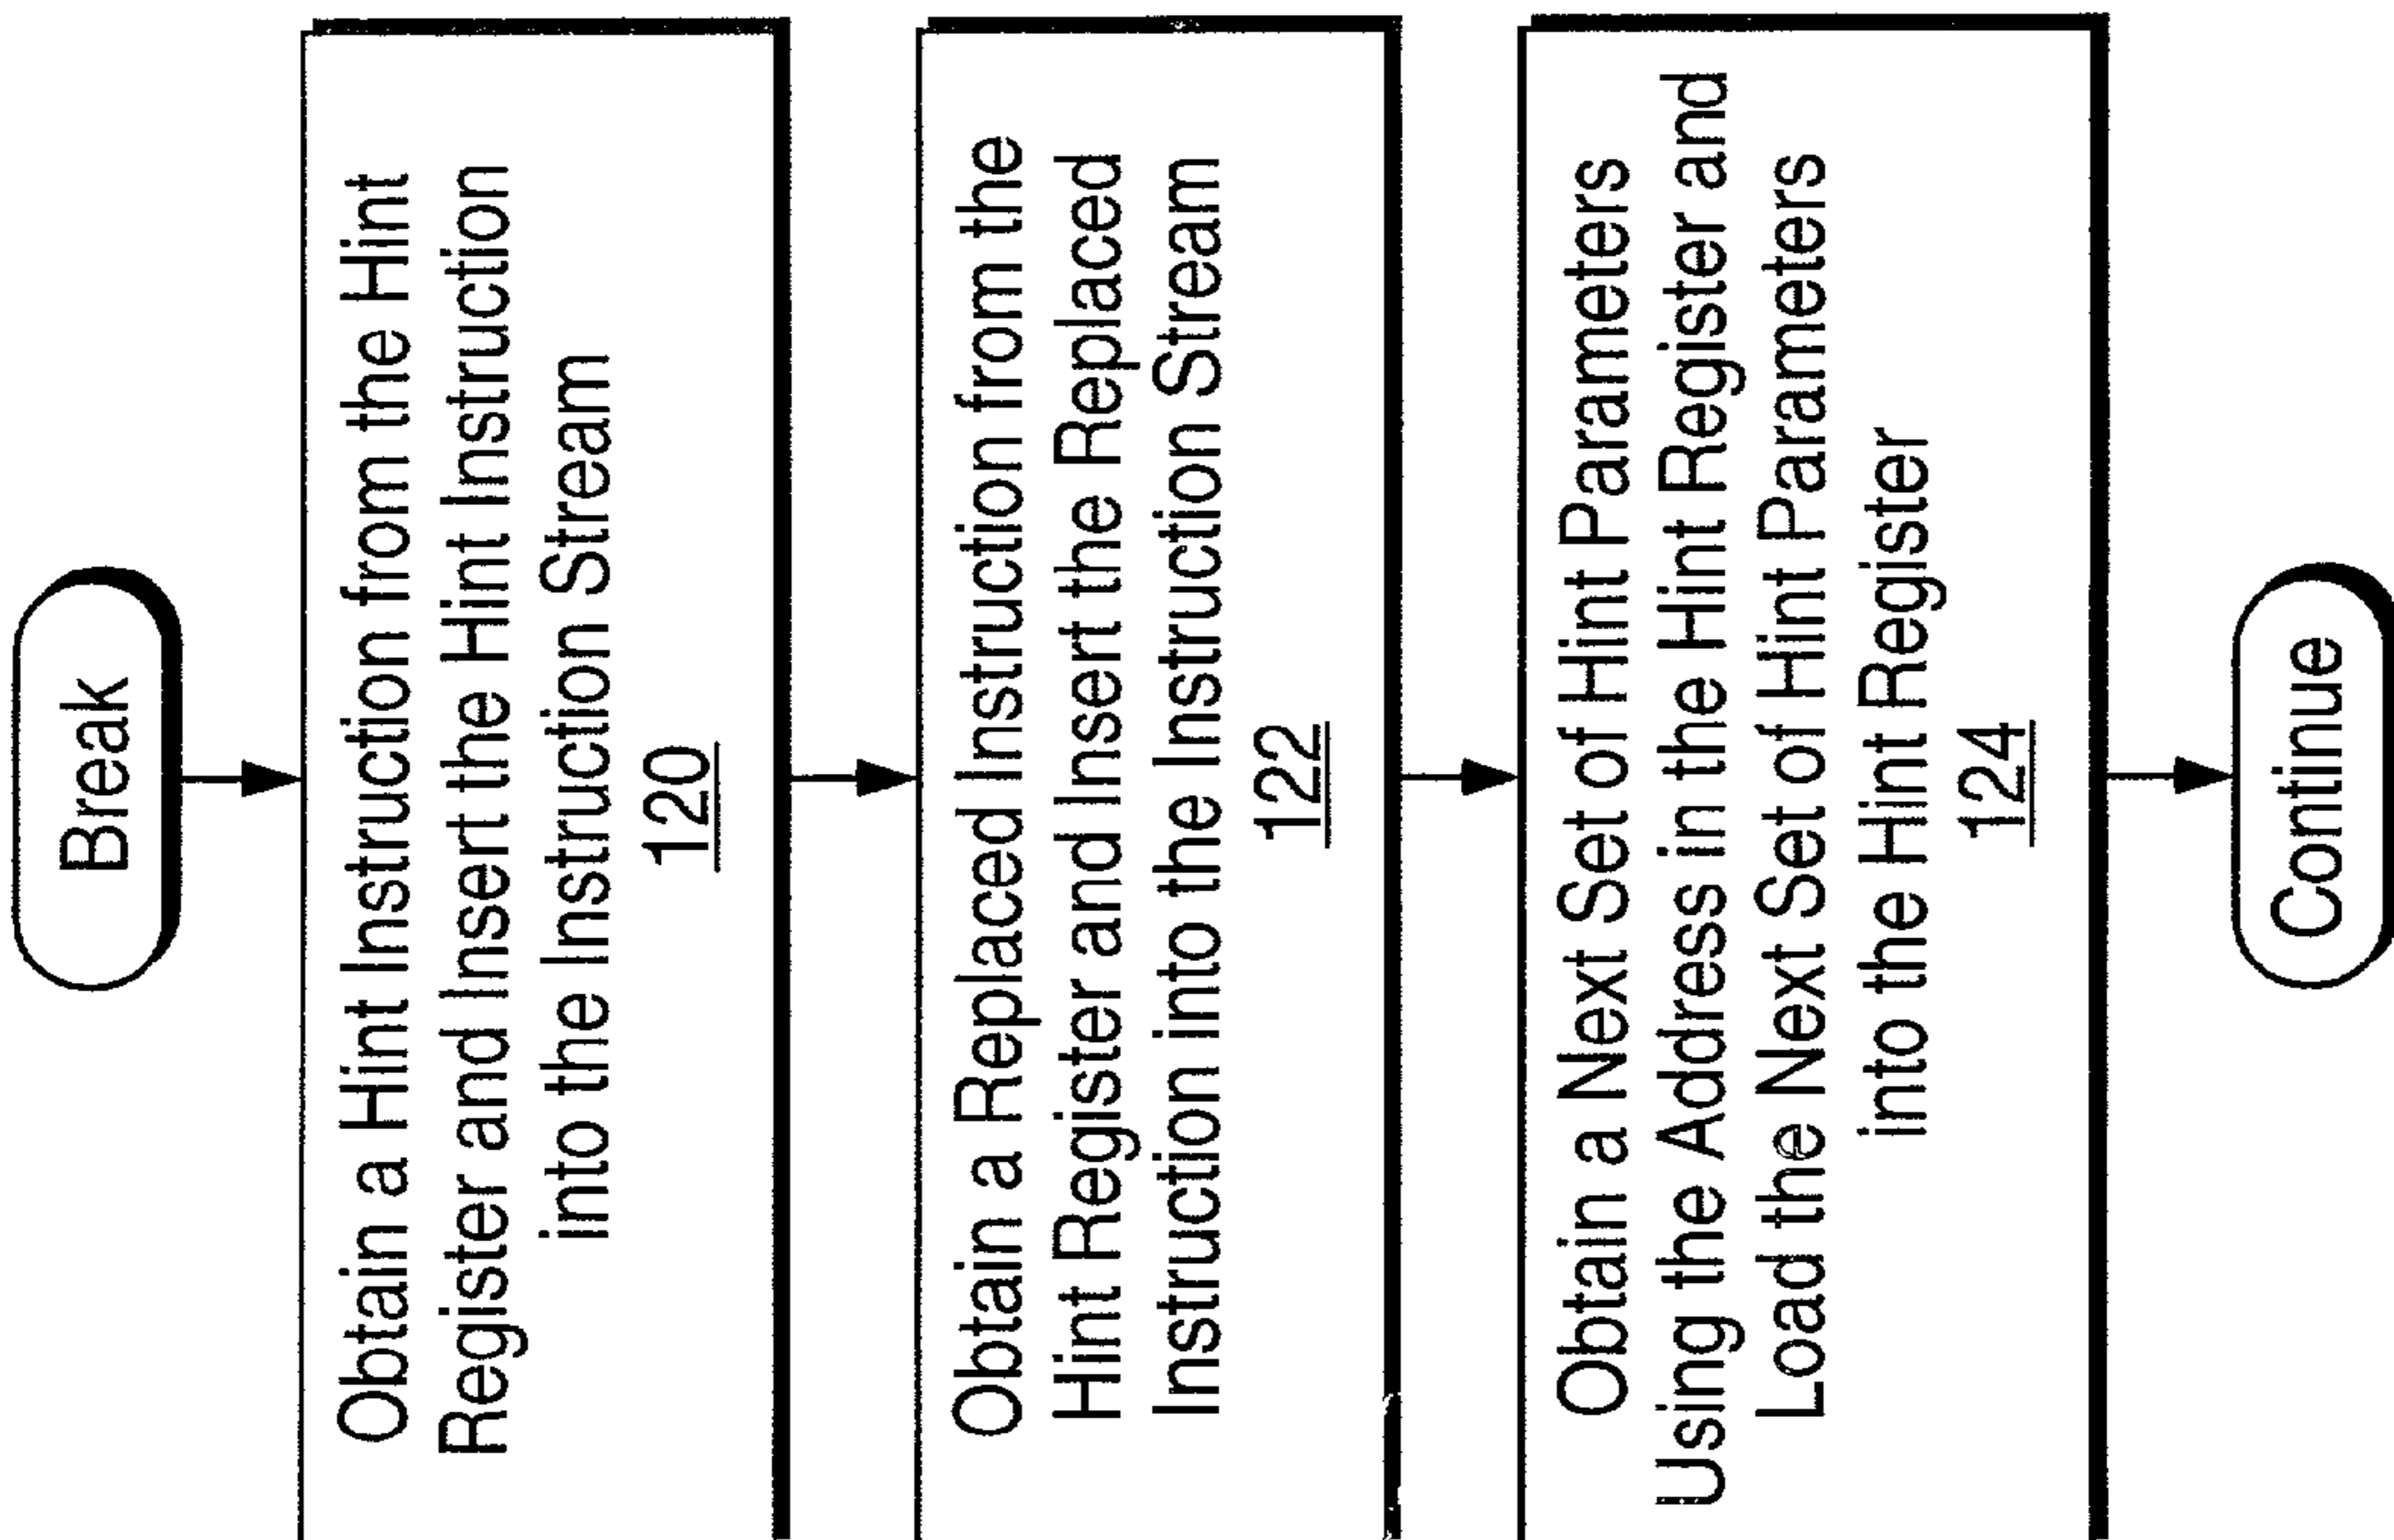 Break
Obtain a Hint Instruction from the Hint
Register and Insert the Hint Instruction
into the Instruction Stream
120
Obtain a Replaced Instruction from the
Hint Register and Insert the Replaced
Instruction into the Instruction Stream
122
Obtain a Next Set of Hint Parameters
Using the Address in the Hint Register and
Load the Next Set of Hint Parameters
into the Hint Register
124
Continue